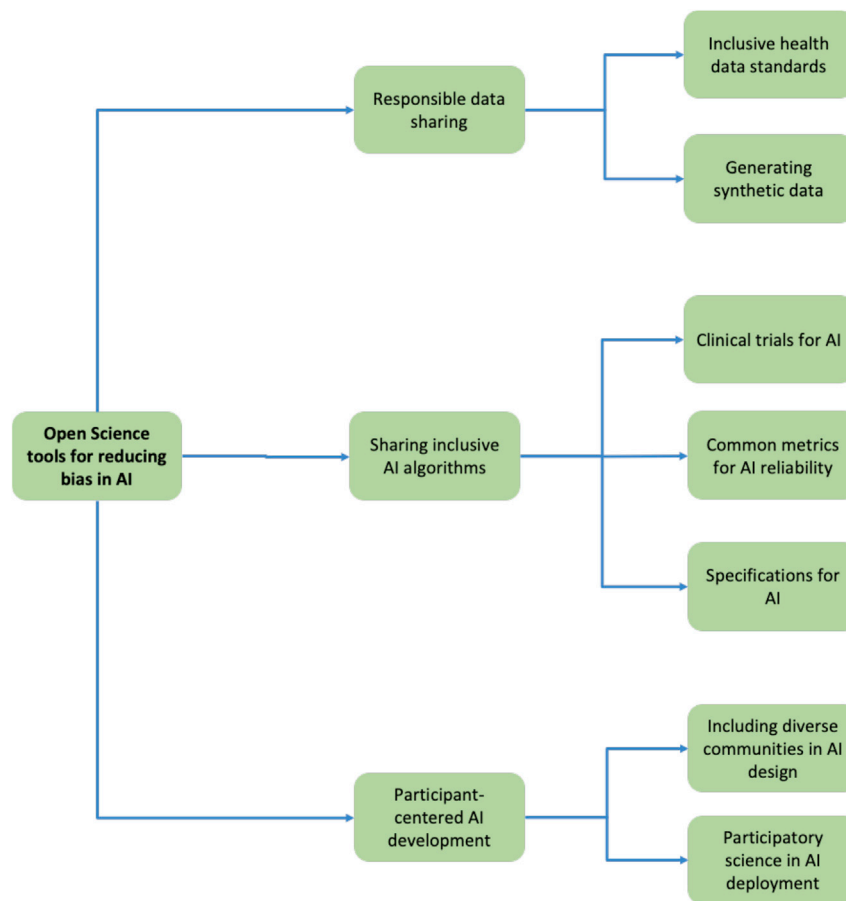 Open Science
tools for reducing
bias in AI
Responsible data
sharing
Inclusive health
data standards
Generating
synthetic data
Sharing inclusive
AI algorithms
Clinical trials for AI
Common metrics
for AI reliability
Specifications for
AI
Participant-
centered AI
development
Including diverse
communities in AI
design
Participatory
science in AI
deployment